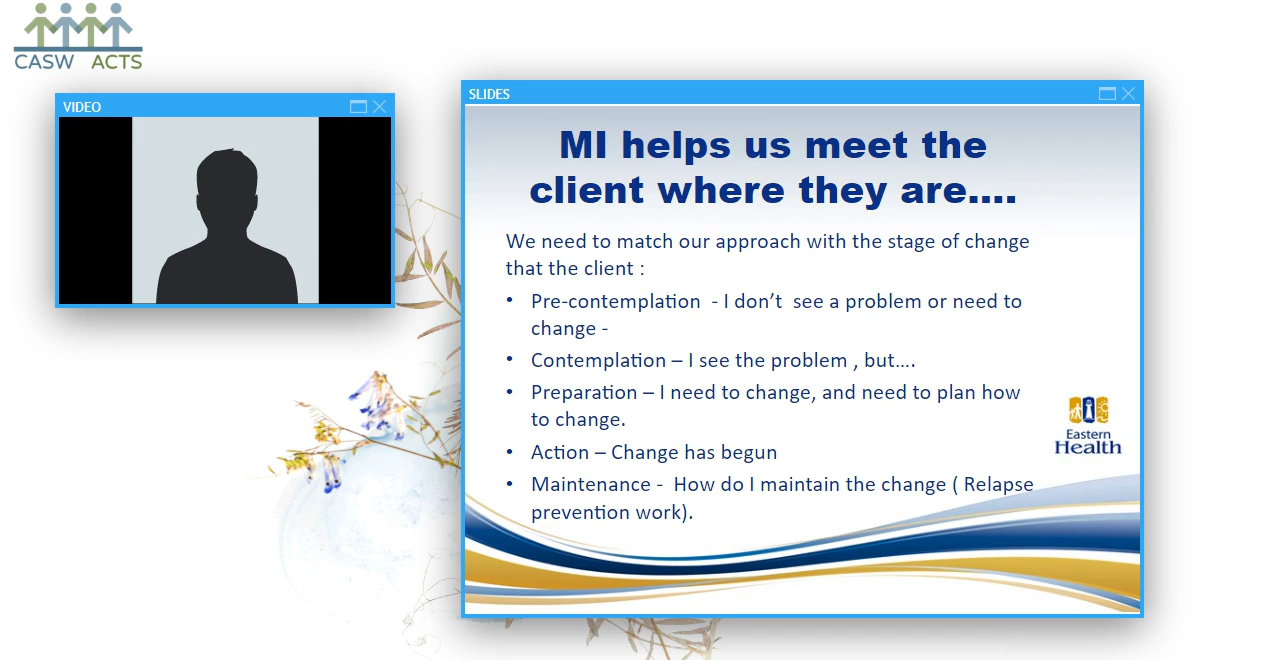 CASW ACTS
VIDEO
SLIDES
MI helps us meet the
client where they are....
We need to match our approach with the stage of change
that the client :
• Pre-contemplation  - I don’t  see a problem or need to
change -
• Contemplation – I see the problem , but....
• Preparation – I need to change, and need to plan how
to change.
• Action – Change has begun
• Maintenance -  How do I maintain the change ( Relapse
prevention work).
Eastern
Health